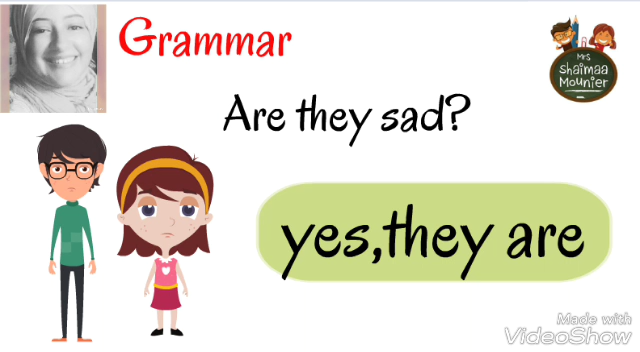 Grammar
Mrs
Shaimaa
Mounier
Are they sad?
yes,they are
Made with
VideoShow